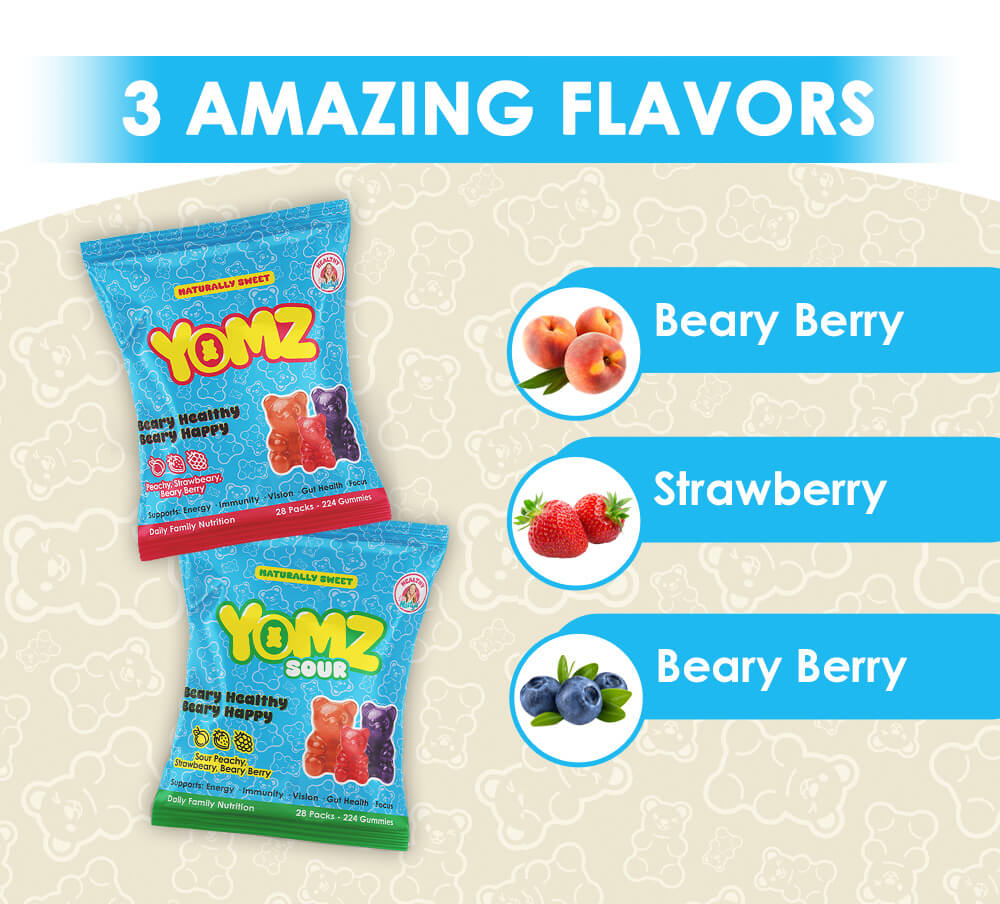 3 AMAZING FLAVORS
NATURALLY SWEET
HEALTHY
YOMZ
Beary Healthy
Beary Happy
Peachy, Strawbeary,
Beary Berry
Supports: Energy · Immunity · Vision · Gut Health · Focus
Daily Family Nutrition
28 Packs - 224 Gummies
NATURALLY SWEET
HEALTHY
YOMZ
SOUR
Beary Healthy
Beary Happy
Sour Peachy,
Strawbeary, Beary Berry
Supports: Energy · Immunity · Vision · Gut Health · Focus
Daily Family Nutrition
28 Packs - 224 Gummies
Beary Berry
Strawberry
Beary Berry